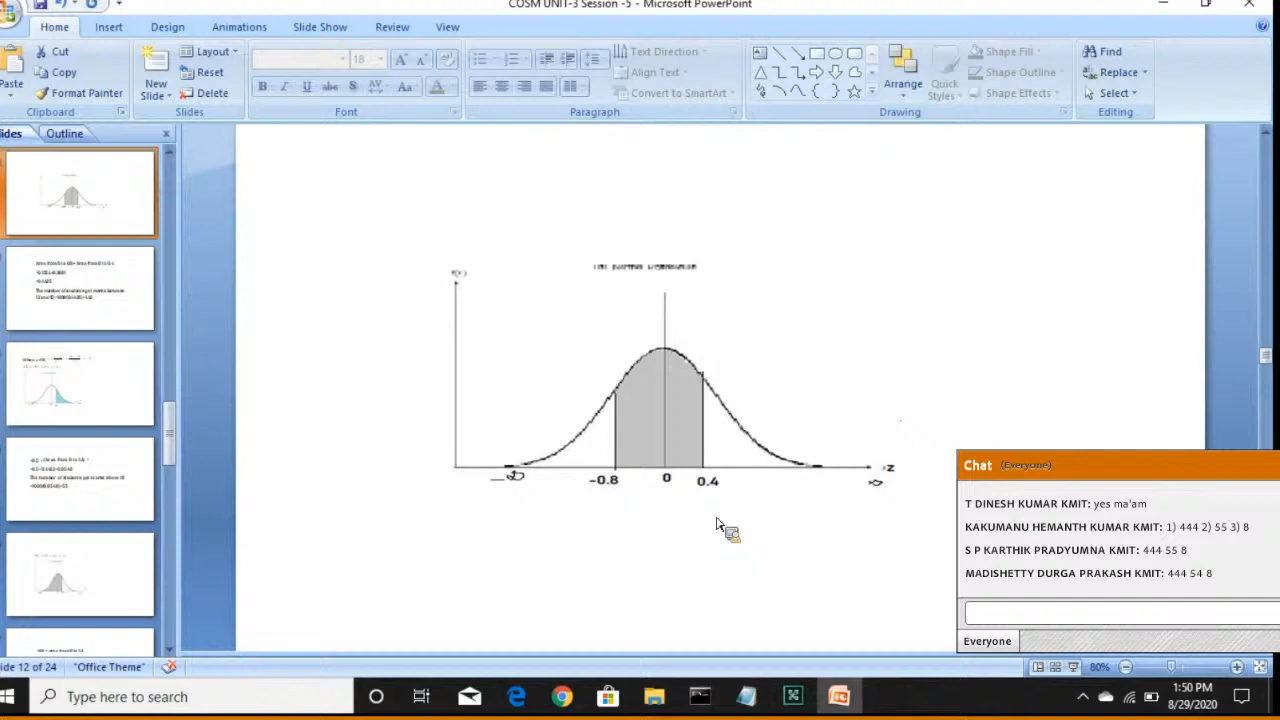 COSM UNIT-3 Session -5 - Microsoft PowerPoint
Home Insert Design Animations Slide Show Review View
Cut
Copy
Format Painter
Paste
Clipboard
New Slide
Layout
Reset
Delete
Slides
18
Font
Paragraph
Text Direction
Align Text
Convert to SmartArt
Arrange
Quick Styles
Shape Fill
Shape Outline
Shape Effects
Drawing
Find
Replace
Select
Editing
lides Outline
f(x)
-0.8 0 0.4
z
Chat (Everyone)
T DINESH KUMAR KMIT: yes ma'am
KAKUMANU HEMANTH KUMAR KMIT: 1) 444 2) 55 3) 8
S P KARTHIK PRADYUMNA KMIT: 444 55 8
MADISHETTY DURGA PRAKASH KMIT: 444 54 8
Everyone
lide 12 of 24 "Office Theme" 80%
Type here to search
1:50 PM
8/29/2020